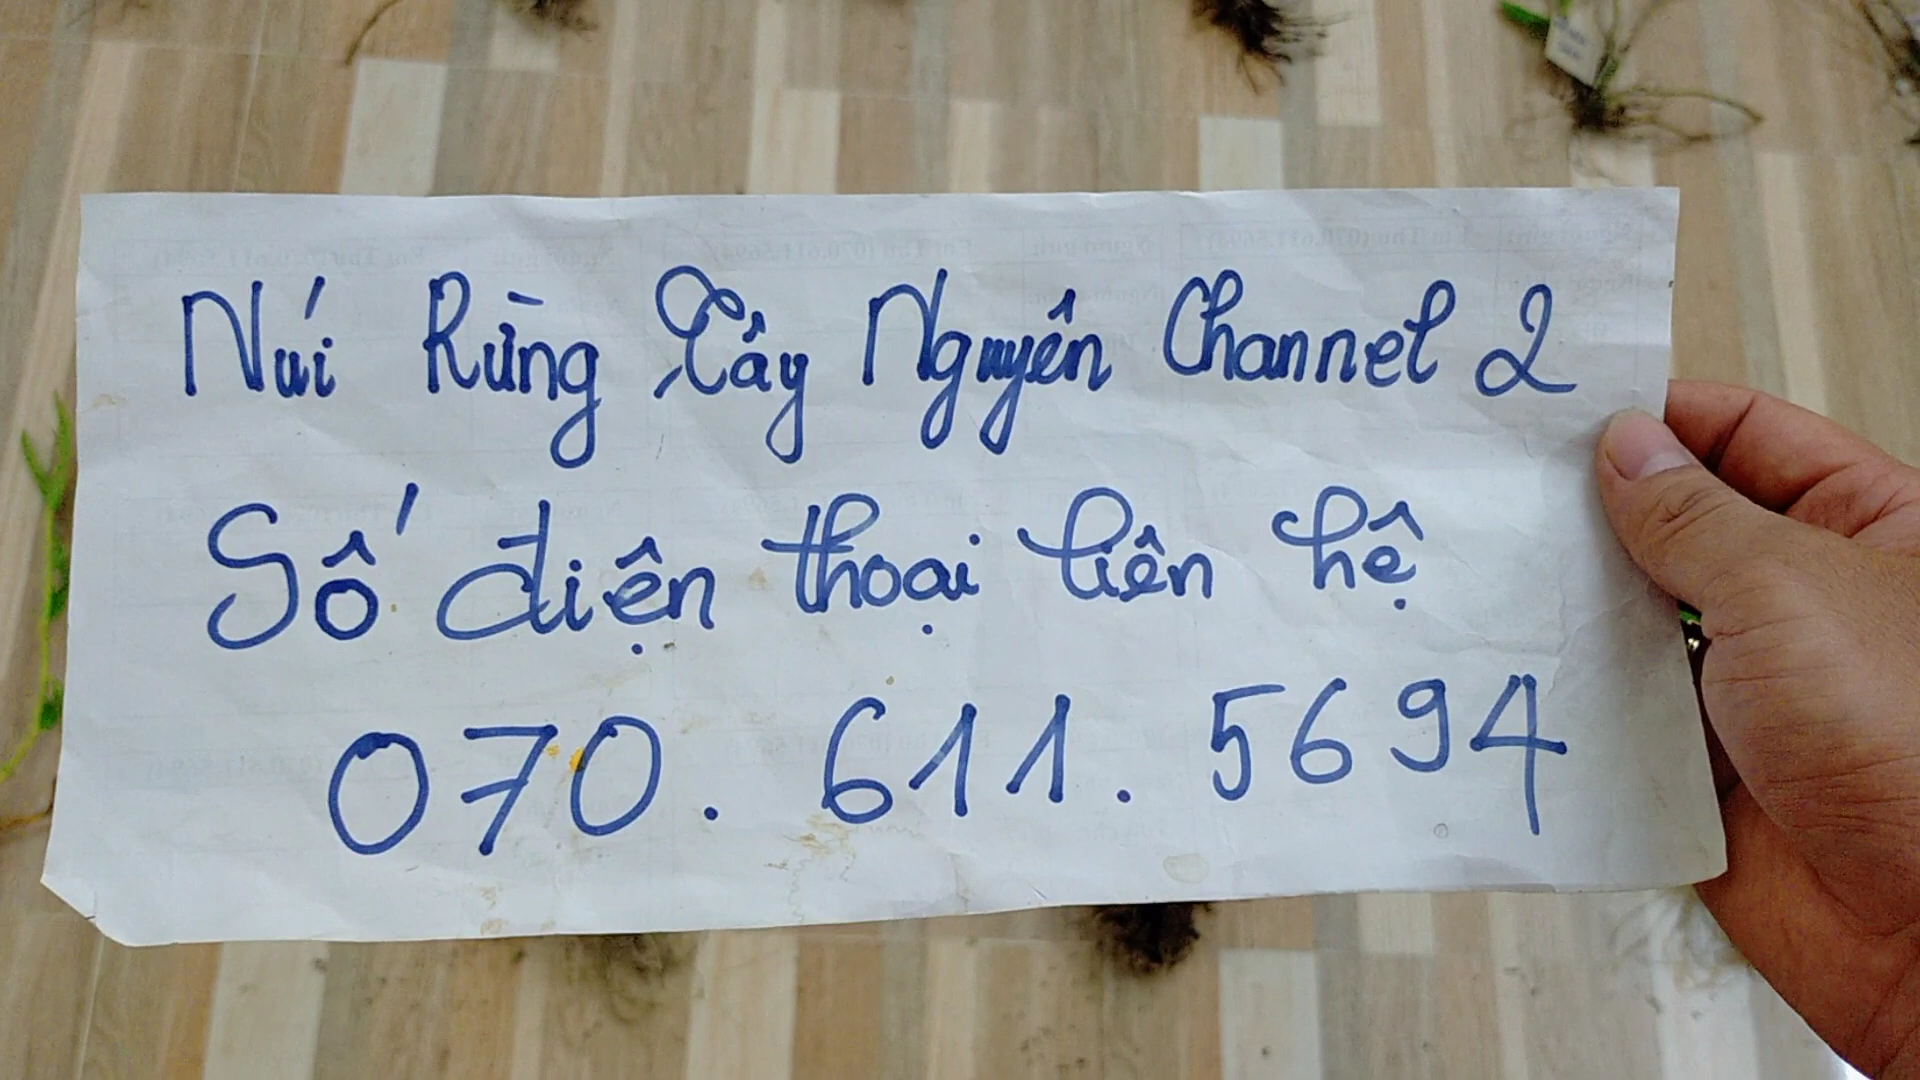 Núi Rừng Tây Nguyên Channel 2
Số điện thoại liên hệ
070. 611. 5694